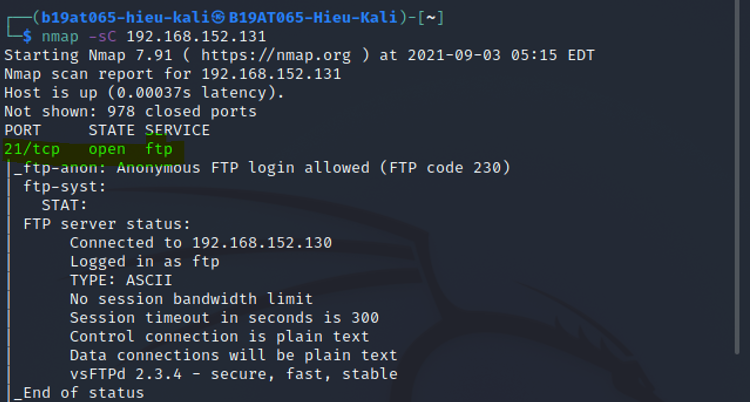 ┌──(b19at065-hieu-kali㉿B19AT065-Hieu-Kali)-[~]
└─$ nmap -sC 192.168.152.131
Starting Nmap 7.91 ( https://nmap.org ) at 2021-09-03 05:15 EDT
Nmap scan report for 192.168.152.131
Host is up (0.00037s latency).
Not shown: 978 closed ports
PORT     STATE SERVICE
21/tcp   open  ftp
|_ftp-anon: Anonymous FTP login allowed (FTP code 230)
| ftp-syst:
|   STAT:
| FTP server status:
|      Connected to 192.168.152.130
|      Logged in as ftp
|      TYPE: ASCII
|      No session bandwidth limit
|      Session timeout in seconds is 300
|      Control connection is plain text
|      Data connections will be plain text
|      vsFTPd 2.3.4 - secure, fast, stable
|_End of status